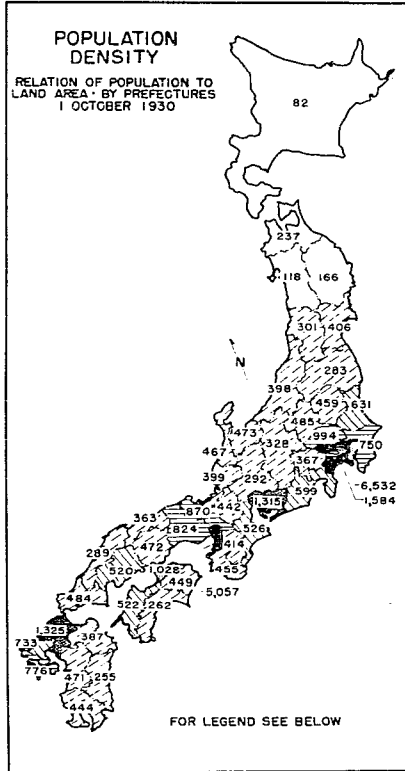 POPULATION
DENSITY
RELATION OF POPULATION TO
LAND AREA · BY PREFECTURES
1 OCTOBER 1930
82
237
118 166
301 406
283
398
459 631
485
473 994
328 750
467
367
399 292 599 6,532
1,584
442 1,315
870
363 824 526
414
472
289
520 1,028 455
449 5,057
484
522 262
1,325
387
733
776
471 255
444
N
FOR LEGEND SEE BELOW